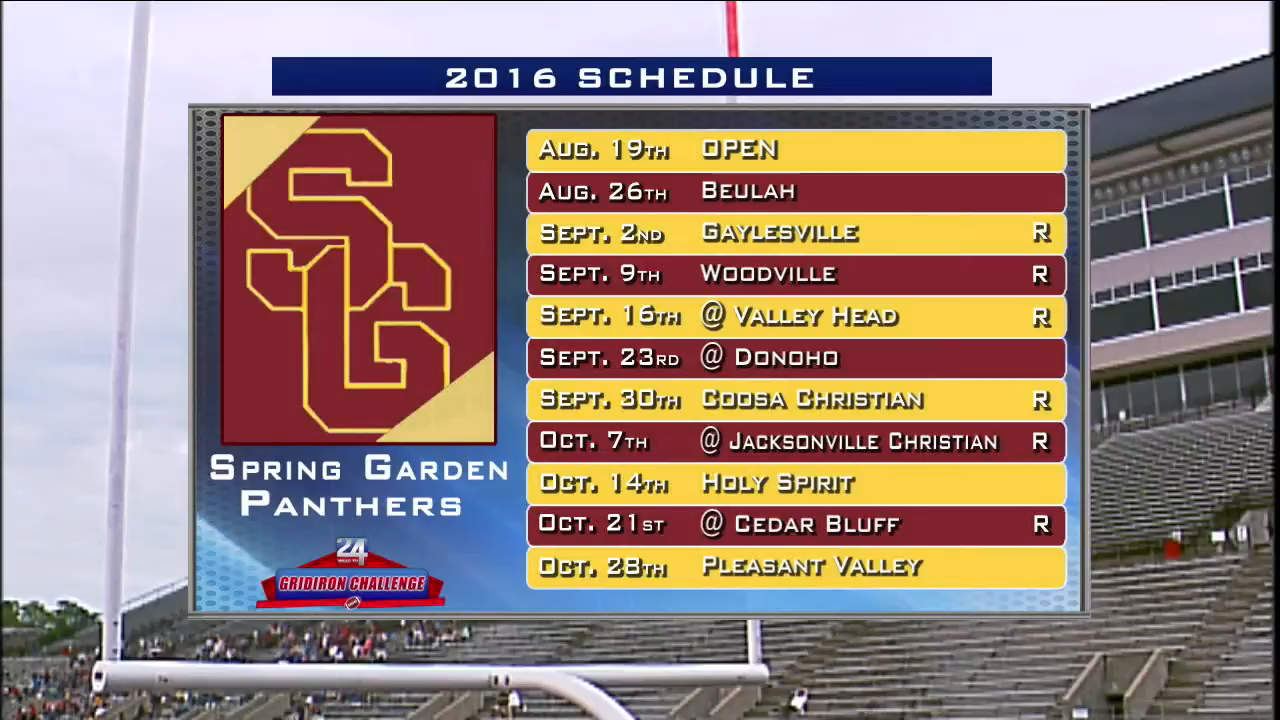 2016 SCHEDULE
SG
AUG. 19TH OPEN
AUG. 26TH BEULAH
SEPT. 2ND GAYLESVILLE R
SEPT. 9TH WOODVILLE R
SEPT. 16TH @ VALLEY HEAD R
SEPT. 23RD @ DONOHO
SEPT. 30TH COOSA CHRISTIAN R
OCT. 7TH @ JACKSONVILLE CHRISTIAN R
OCT. 14TH HOLY SPIRIT
OCT. 21ST @ CEDAR BLUFF R
OCT. 28TH PLEASANT VALLEY
SPRING GARDEN
PANTHERS
24
GRIDIRON CHALLENGE